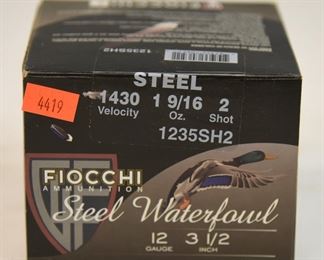 1235SH2
STEEL
1430 1 9/16 2
Velocity Oz. Shot
1235SH2
4419
FIOCCHI
AMMUNITION
Steel Waterfowl
12 3 1/2
GAUGE INCH